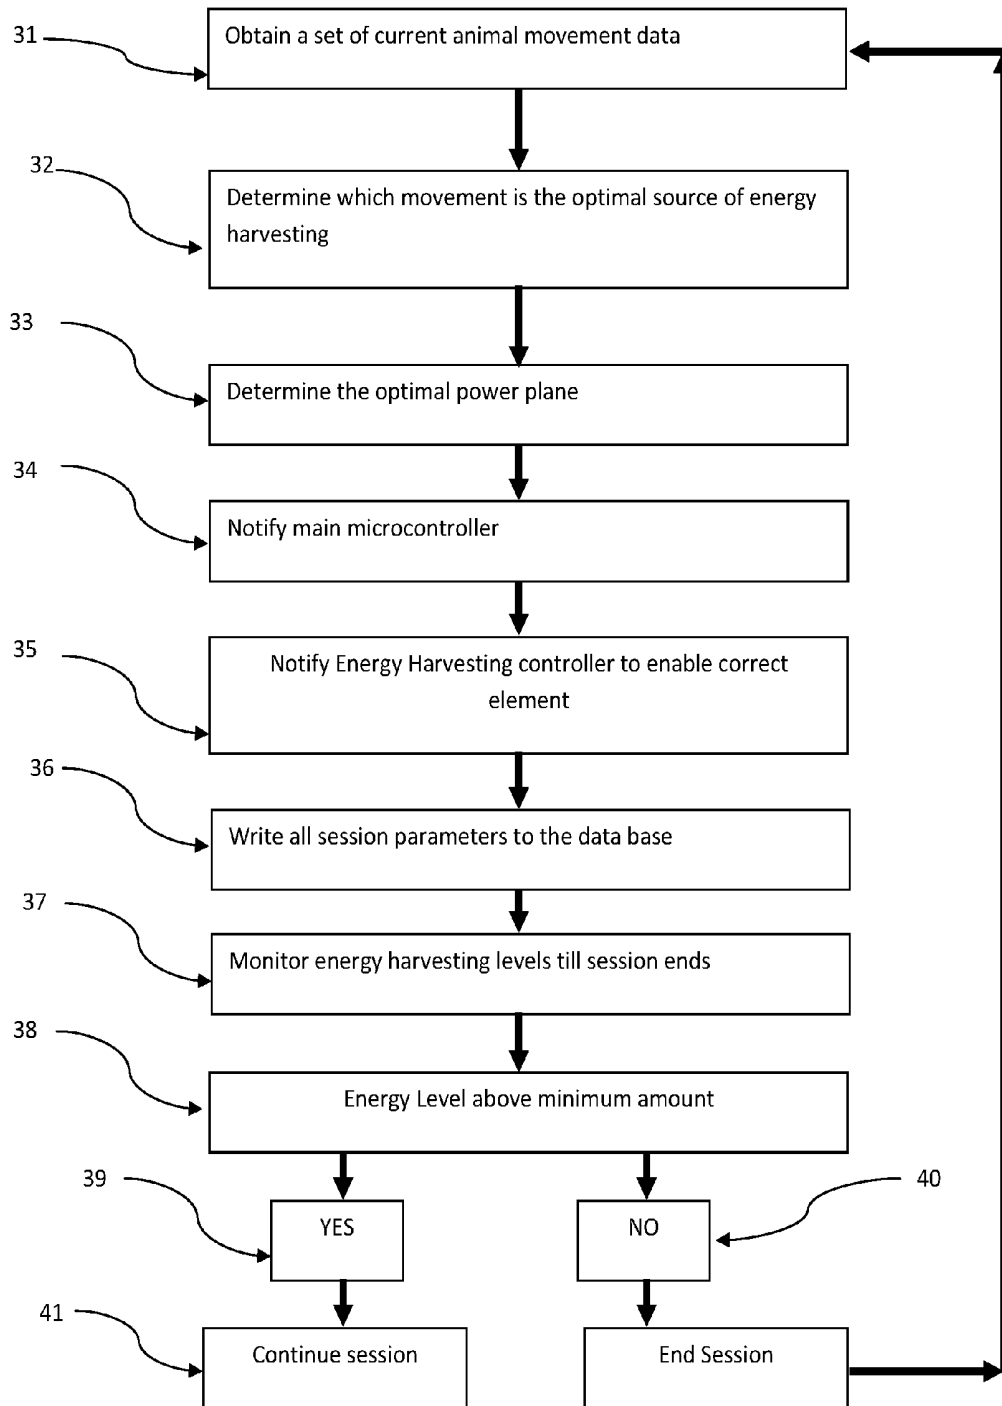 31
Obtain a set of current animal movement data
32
Determine which movement is the optimal source of energy
harvesting
33
Determine the optimal power plane
34
Notify main microcontroller
35
Notify Energy Harvesting controller to enable correct
element
36
Write all session parameters to the data base
37
Monitor energy harvesting levels till session ends
38
Energy Level above minimum amount
39
YES
NO
40
41
Continue session
End Session